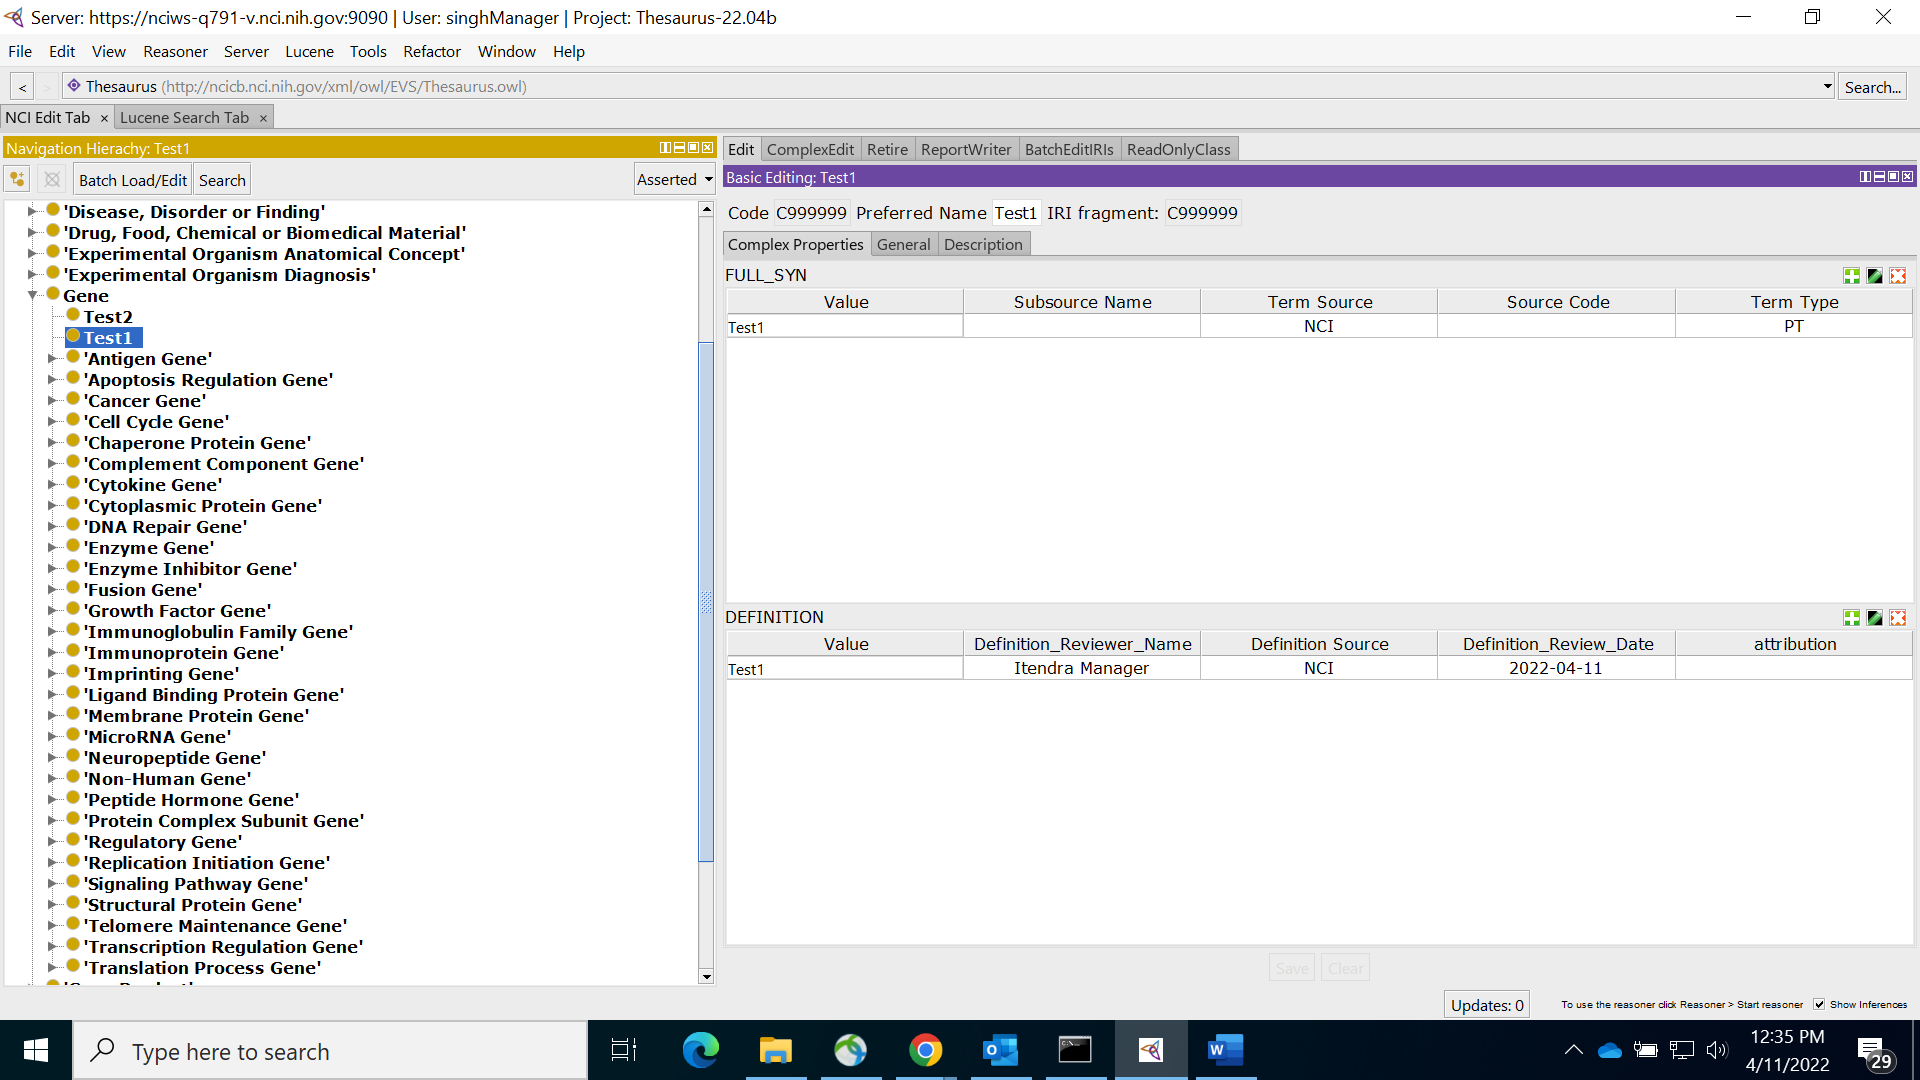 Server: https://nciws-q791-v.nci.nih.gov:9090 | User: singhManager | Project: Thesaurus-22.04b
File Edit View Reasoner Server Lucene Tools Refactor Window Help
< > Thesaurus (http://ncicb.nci.nih.gov/xml/owl/EVS/Thesaurus.owl) Search...
NCI Edit Tab × Lucene Search Tab ×
Navigation Hierachy: Test1
Batch Load/Edit Search Asserted
'Disease, Disorder or Finding'
'Drug, Food, Chemical or Biomedical Material'
'Experimental Organism Anatomical Concept'
'Experimental Organism Diagnosis'
Gene
Test2
Test1
'Antigen Gene'
'Apoptosis Regulation Gene'
'Cancer Gene'
'Cell Cycle Gene'
'Chaperone Protein Gene'
'Complement Component Gene'
'Cytokine Gene'
'Cytoplasmic Protein Gene'
'DNA Repair Gene'
'Enzyme Gene'
'Enzyme Inhibitor Gene'
'Fusion Gene'
'Growth Factor Gene'
'Immunoglobulin Family Gene'
'Immunoprotein Gene'
'Imprinting Gene'
'Ligand Binding Protein Gene'
'Membrane Protein Gene'
'MicroRNA Gene'
'Neuropeptide Gene'
'Non-Human Gene'
'Peptide Hormone Gene'
'Protein Complex Subunit Gene'
'Regulatory Gene'
'Replication Initiation Gene'
'Signaling Pathway Gene'
'Structural Protein Gene'
'Telomere Maintenance Gene'
'Transcription Regulation Gene'
'Translation Process Gene'
Edit ComplexEdit Retire ReportWriter BatchEditIRIs ReadOnlyClass
Basic Editing: Test1
Code C999999 Preferred Name Test1 IRI fragment: C999999
Complex Properties General Description
FULL_SYN
Value Subsource Name Term Source Source Code Term Type
Test1 NCI PT
DEFINITION
Value Definition_Reviewer_Name Definition Source Definition_Review_Date attribution
Test1 Itendra Manager NCI 2022-04-11
Save Clear
Updates: 0 To use the reasoner click Reasoner > Start reasoner Show Inferences
Type here to search
12:35 PM
4/11/2022
29